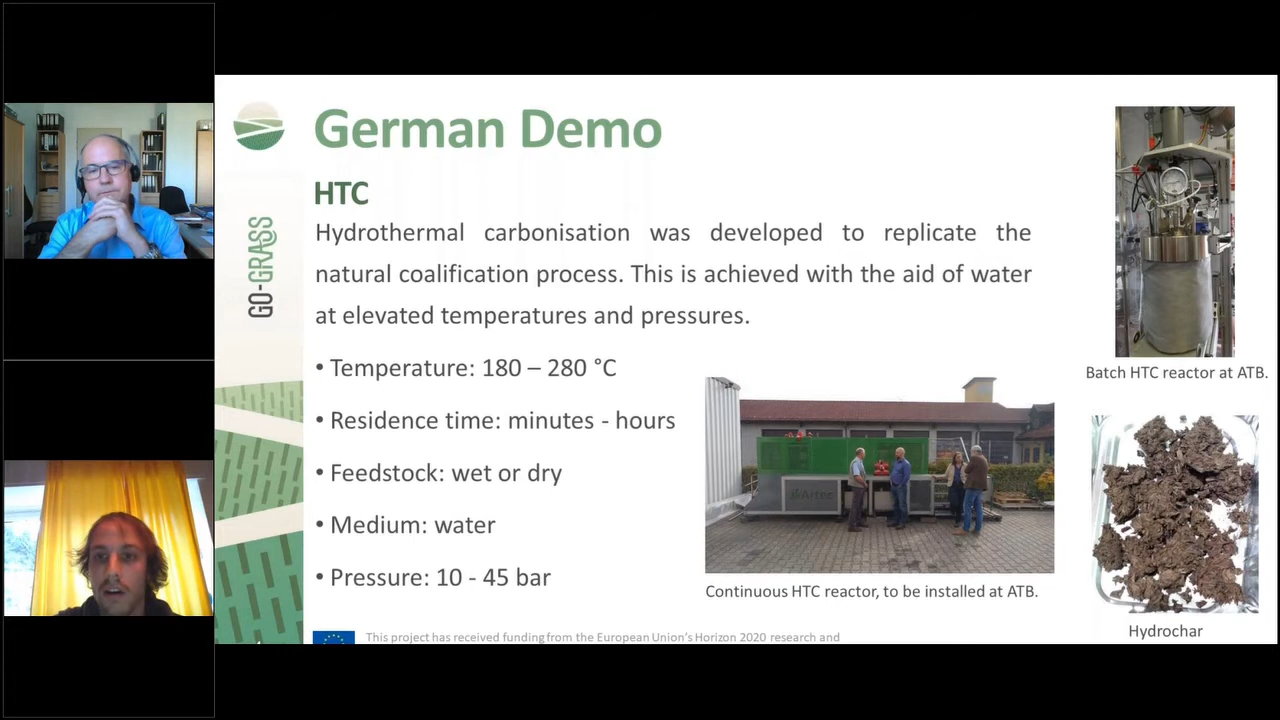 German Demo
HTC
Hydrothermal carbonisation was developed to replicate the
natural coalification process. This is achieved with the aid of water
at elevated temperatures and pressures.
• Temperature: 180 – 280 °C
• Residence time: minutes - hours
• Feedstock: wet or dry
• Medium: water
• Pressure: 10 - 45 bar
GO-GRASS
Batch HTC reactor at ATB.
Artec
Continuous HTC reactor, to be installed at ATB.
Hydrochar
This project has received funding from the European Union's Horizon 2020 research and